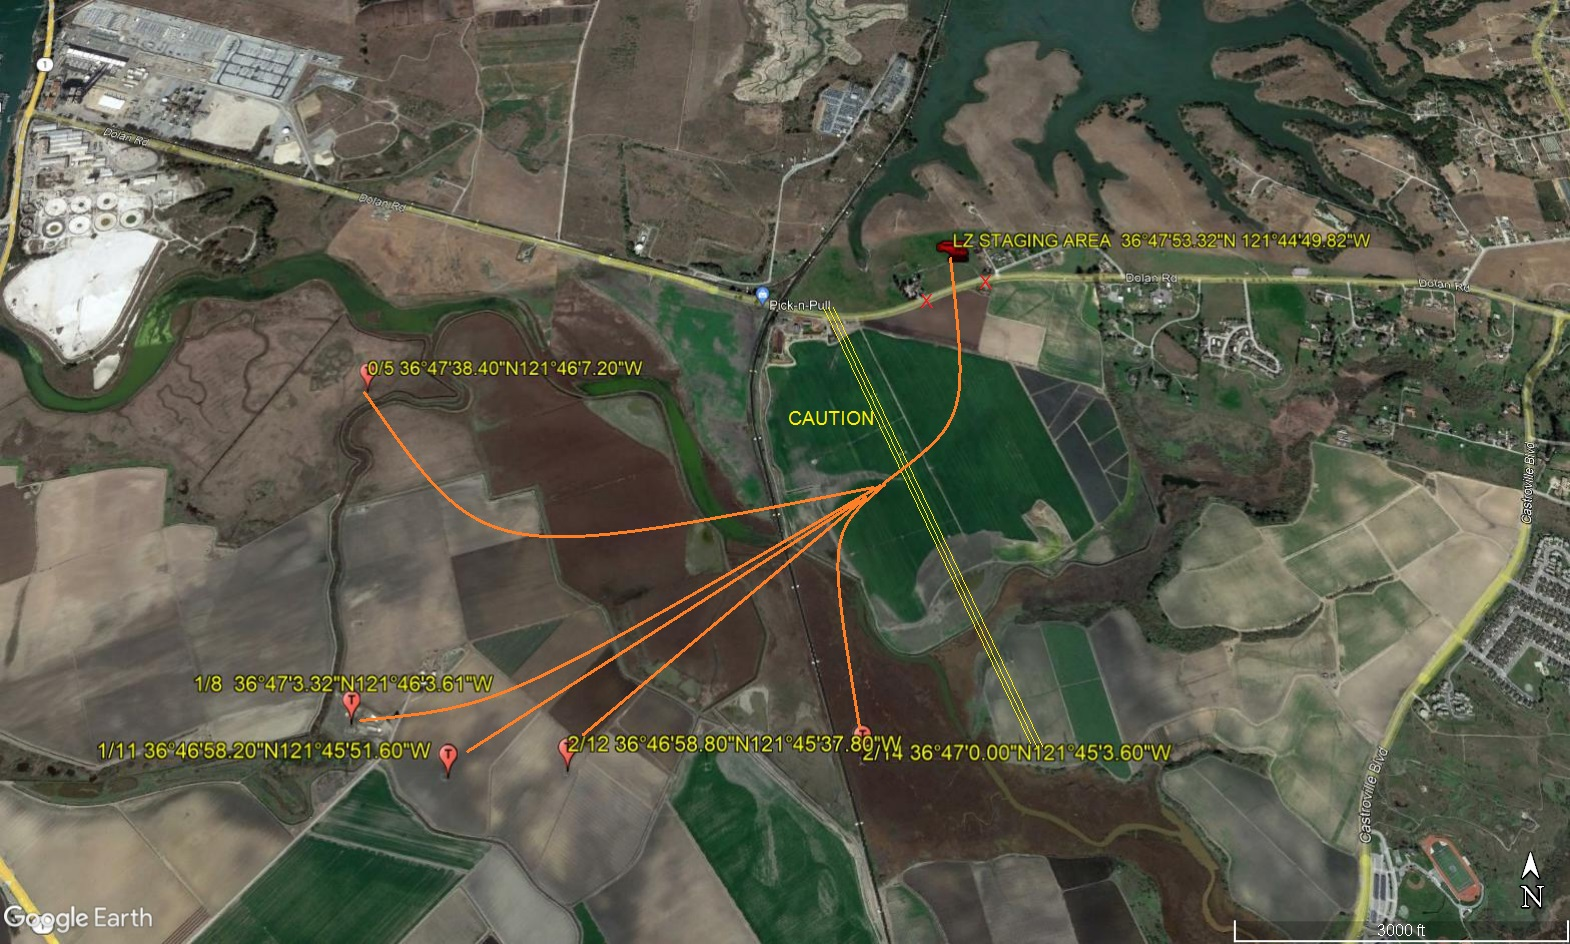 1
Dolan Rd
Dolan Rd
LZ STAGING AREA 36°47'53.32"N 121°44'49.82"W
Dolan Rd
Dolan Rd
X
X
Pick-n-Pull
0/5 36°47'38.40"N121°46'7.20"W
CAUTION
Castroville Blvd
1/8 36°47'3.32"N121°46'3.61"W
T
1/11 36°46'58.20"N121°45'51.60"W
T
2/12 36°46'58.80"N121°45'37.80"W
2/14 36°47'0.00"N121°45'3.60"W
Castroville Blvd
N
Google Earth
1
3000 ft